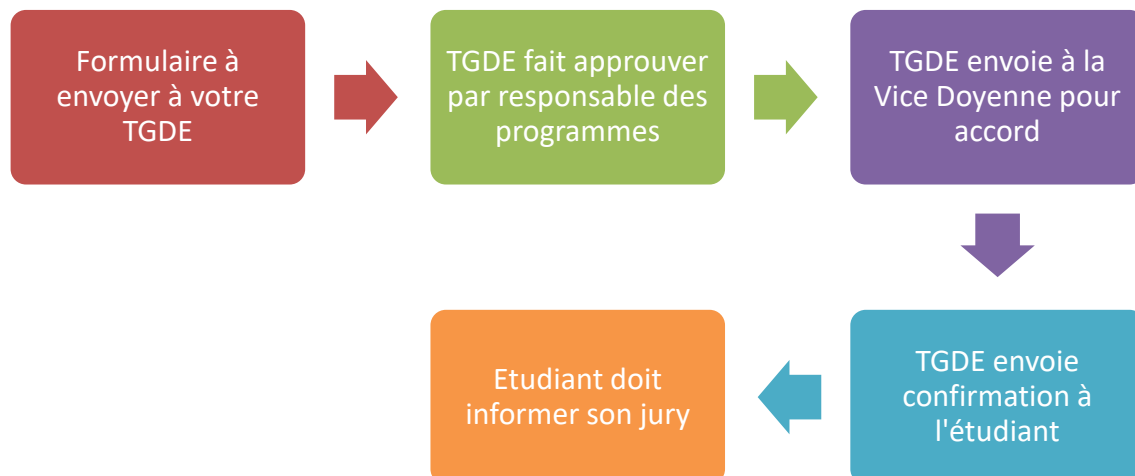 Formulaire à
envoyer à votre
TGDE
TGDE fait approuver
par responsable des
programmes
TGDE envoie à la
Vice Doyenne pour
accord
TGDE envoie
confirmation à
l'étudiant
Etudiant doit
informer son jury